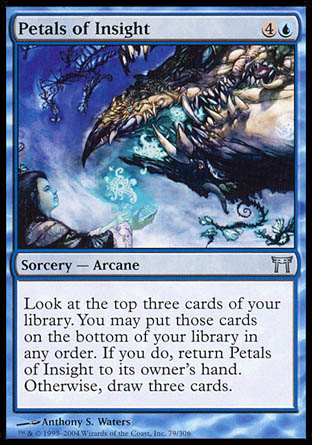 Petals of Insight 4
Sorcery — Arcane
Look at the top three cards of your
library. You may put those cards
on the bottom of your library in
any order. If you do, return Petals
of Insight to its owner's hand.
Otherwise, draw three cards.
Anthony S. Waters
™ & © 1993–2004 Wizards of the Coast, Inc. 79/306